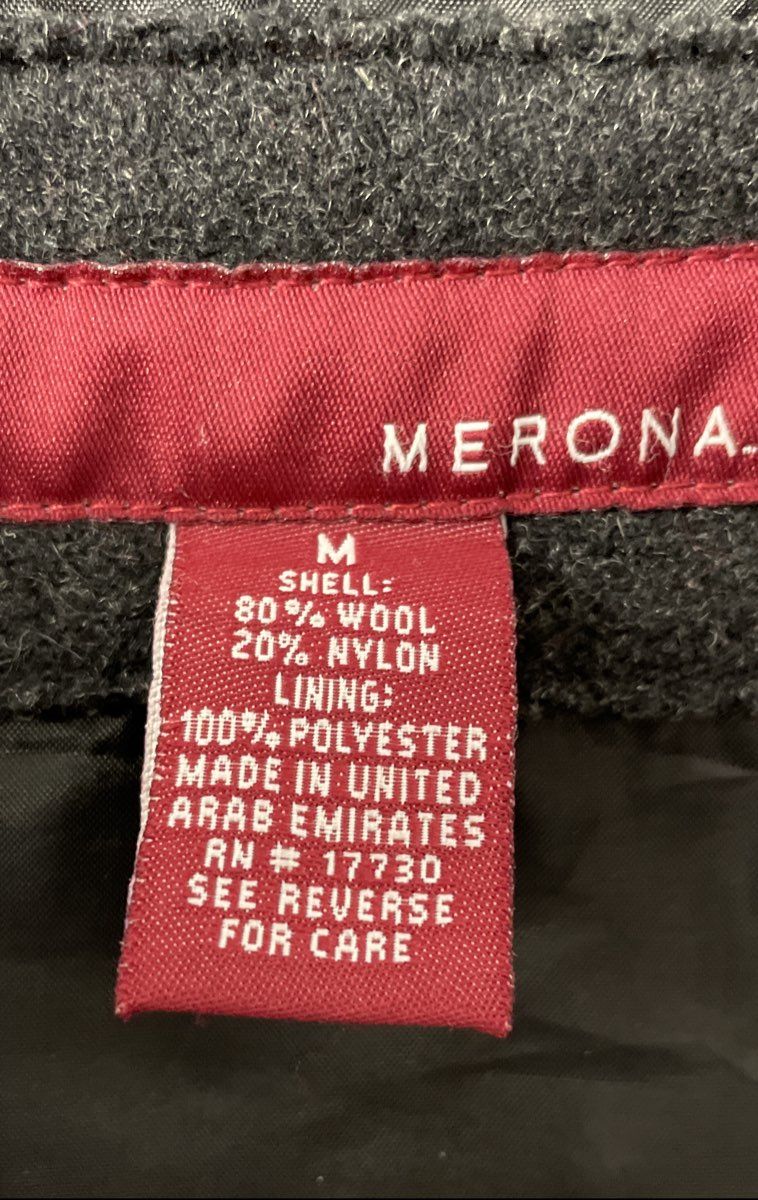 MERONA™
M
SHELL:
80% WOOL
20% NYLON
LINING:
100% POLYESTER
MADE IN UNITED
ARAB EMIRATES
RN # 17730
SEE REVERSE
FOR CARE